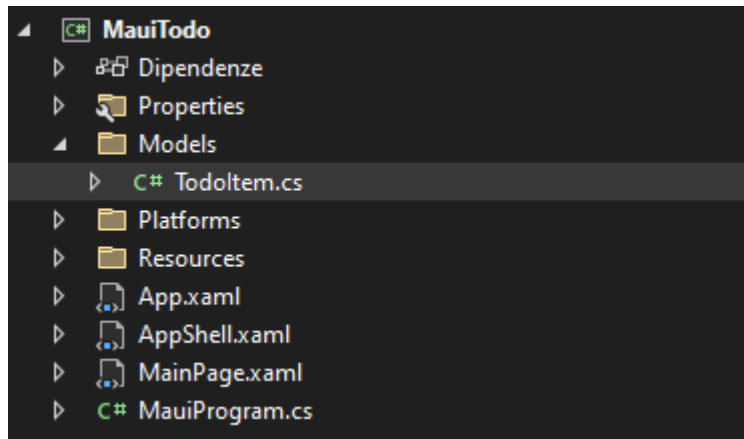 C# MauiTodo
Dipendenze
Properties
Models
C# TodoItem.cs
Platforms
Resources
App.xaml
AppShell.xaml
MainPage.xaml
C# MauiProgram.cs